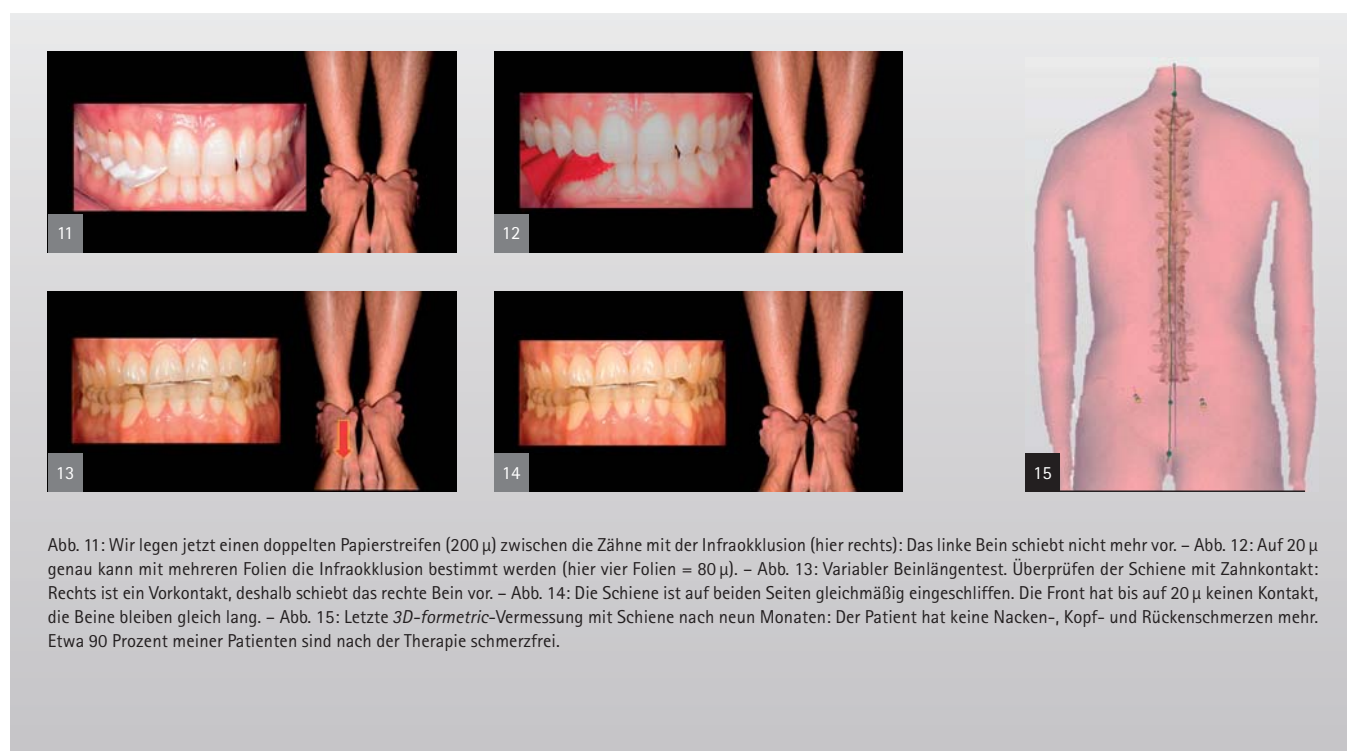 11
12
13
14
15
Abb. 11: Wir legen jetzt einen doppelten Papierstreifen (200 µ) zwischen die Zähne mit der Infraokklusion (hier rechts): Das linke Bein schiebt nicht mehr vor. – Abb. 12: Auf 20 µ
genau kann mit mehreren Folien die Infraokklusion bestimmt werden (hier vier Folien = 80 µ). – Abb. 13: Variabler Beinlängentest. Überprüfen der Schiene mit Zahnkontakt:
Rechts ist ein Vorkontakt, deshalb schiebt das rechte Bein vor. – Abb. 14: Die Schiene ist auf beiden Seiten gleichmäßig eingeschliffen. Die Front hat bis auf 20 µ keinen Kontakt,
die Beine bleiben gleich lang. – Abb. 15: Letzte 3D-formetric-Vermessung mit Schiene nach neun Monaten: Der Patient hat keine Nacken-, Kopf- und Rückenschmerzen mehr.
Etwa 90 Prozent meiner Patienten sind nach der Therapie schmerzfrei.